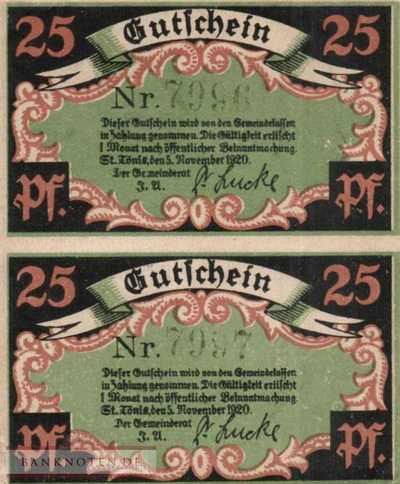 25 Gutschein 25
Nr. 7996
Dieser Gutschein wird von den Gemeindekassen
in Zahlung genommen. Die Gültigkeit erlischt
1 Monat nach öffentlicher Bekanntmachung.
St. Tönis, den 5. November 1920.
Der Gemeinderat
J. A. Lucke
Pf. Pf.
25 Gutschein 25
Nr. 7997
Dieser Gutschein wird von den Gemeindekassen
in Zahlung genommen. Die Gültigkeit erlischt
1 Monat nach öffentlicher Bekanntmachung.
St. Tönis, den 5. November 1920.
Der Gemeinderat
J. A. Lucke
Pf. Pf.
BANKNOTEN.DE